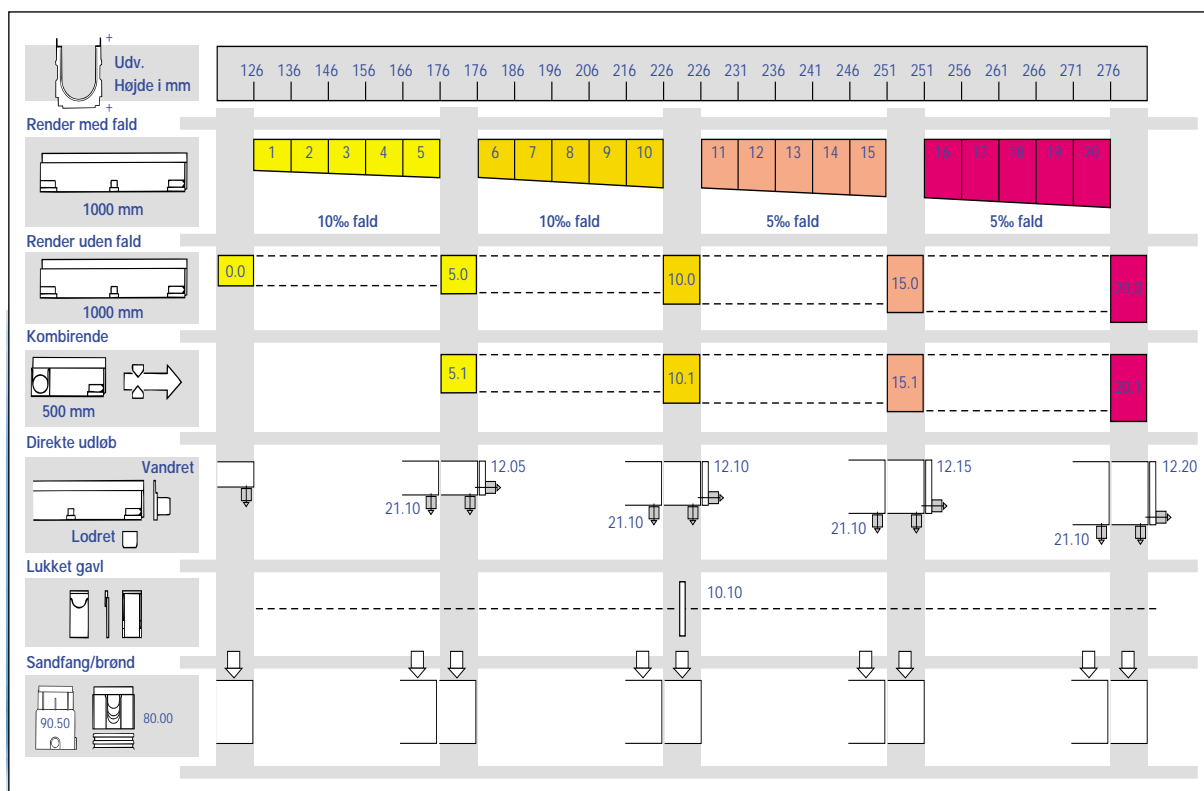 Udv.
Højde i mm
126 136 146 156 166 176 176 186 196 206 216 226 226 231 236 241 246 251 251 256 261 266 271 276
Render med fald
1 2 3 4 5 6 7 8 9 10 11 12 13 14 15 16 17 18 19 20
1000 mm
10‰ fald 10‰ fald 5‰ fald 5‰ fald
Render uden fald
0.0 5.0 10.0 15.0 20.0
1000 mm
Kombirende
5.1 10.1 15.1 20.1
500 mm
Direkte udløb
Vandret
12.05 12.10 12.15 12.20
21.10 21.10 21.10 21.10
Lodret
Lukket gavl
10.10
Sandfang/brønd
90.50 80.00